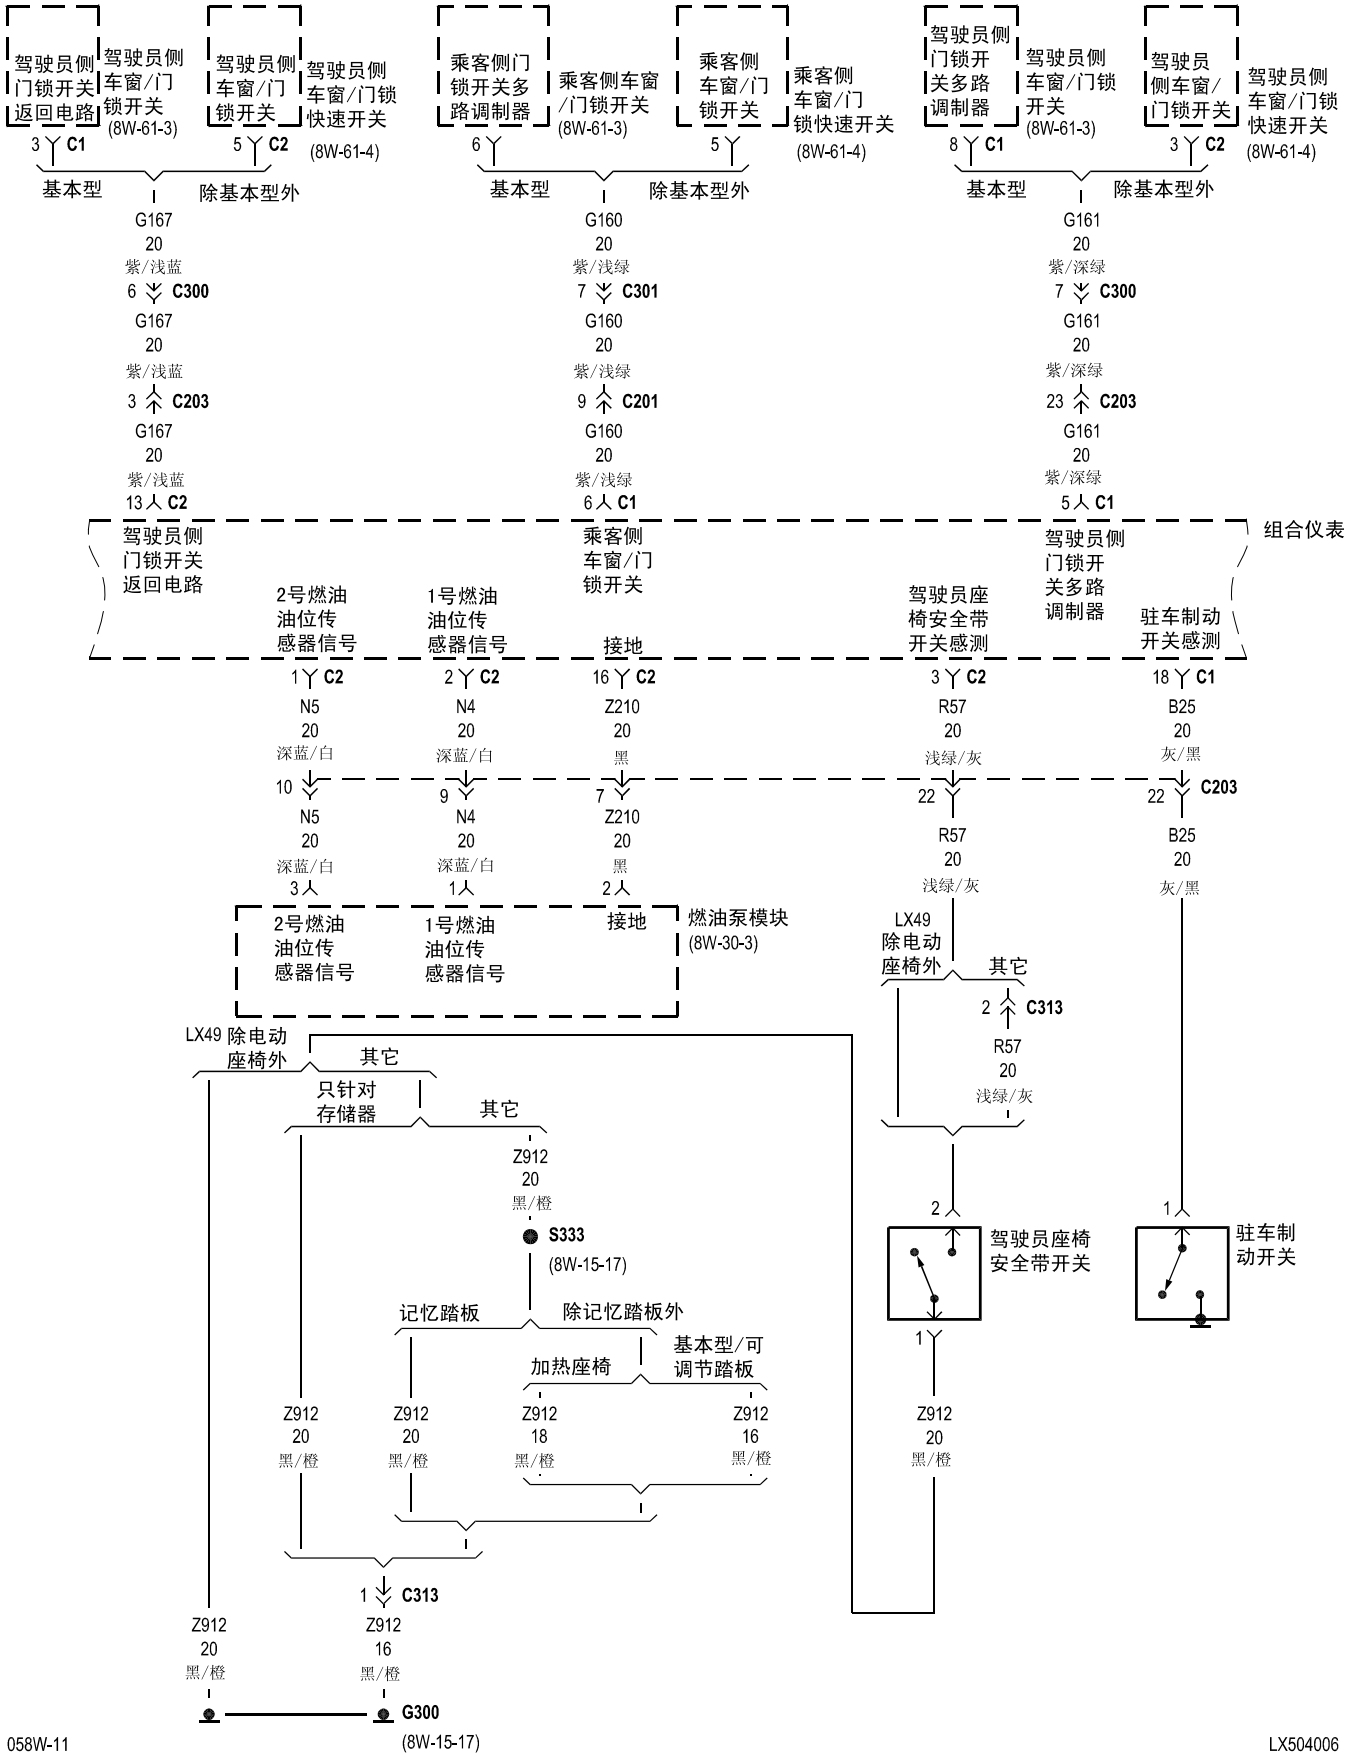 驾驶员侧
门锁开关
返回电路
驾驶员侧
车窗/门
锁开关
(8W-61-3)
驾驶员侧
车窗/门
锁开关
驾驶员侧
车窗/门锁
快速开关
(8W-61-4)
乘客侧门
锁开关多
路调制器
乘客侧车窗
/门锁开关
(8W-61-3)
乘客侧
车窗/门
锁开关
乘客侧
车窗/门
锁快速开关
(8W-61-4)
驾驶员侧
门锁开
关多路
调制器
驾驶员侧
车窗/门锁
开关
(8W-61-3)
驾驶员
侧车窗/
门锁开关
驾驶员侧
车窗/门锁
快速开关
(8W-61-4)
3 C1
5 C2
6
5
8 C1
3 C2
基本型
除基本型外
基本型
除基本型外
基本型
除基本型外
G167
20
紫/浅蓝
G160
20
紫/浅绿
G161
20
紫/深绿
6 C300
7 C301
7 C300
G167
20
紫/浅蓝
G160
20
紫/浅绿
G161
20
紫/深绿
3 C203
9 C201
23 C203
G167
20
紫/浅蓝
G160
20
紫/浅绿
G161
20
紫/深绿
13 C2
6 C1
5 C1
组合仪表
驾驶员侧
门锁开关
返回电路
乘客侧
车窗/门
锁开关
驾驶员侧
门锁开
关多路
调制器
2号燃油
油位传
感器信号
1号燃油
油位传
感器信号
接地
驾驶员座
椅安全带
开关感测
驻车制动
开关感测
1 C2
2 C2
16 C2
3 C2
18 C1
N5
20
深蓝/白
N4
20
深蓝/白
Z210
20
黑
R57
20
浅绿/灰
B25
20
灰/黑
10
9
7
22
22
C203
N5
20
深蓝/白
N4
20
深蓝/白
Z210
20
黑
R57
20
浅绿/灰
B25
20
灰/黑
3
1
2
2号燃油
油位传
感器信号
1号燃油
油位传
感器信号
接地
燃油泵模块
(8W-30-3)
LX49
除电动
座椅外
其它
2 C313
R57
20
浅绿/灰
LX49 除电动
座椅外
其它
只针对
存储器
其它
Z912
20
黑/橙
S333
(8W-15-17)
2
驾驶员座椅
安全带开关
1
1
驻车制
动开关
记忆踏板
除记忆踏板外
加热座椅
基本型/可
调节踏板
Z912
20
黑/橙
Z912
20
黑/橙
Z912
18
黑/橙
Z912
16
黑/橙
Z912
20
黑/橙
1 C313
Z912
20
黑/橙
Z912
16
黑/橙
G300
(8W-15-17)
058W-11
LX504006